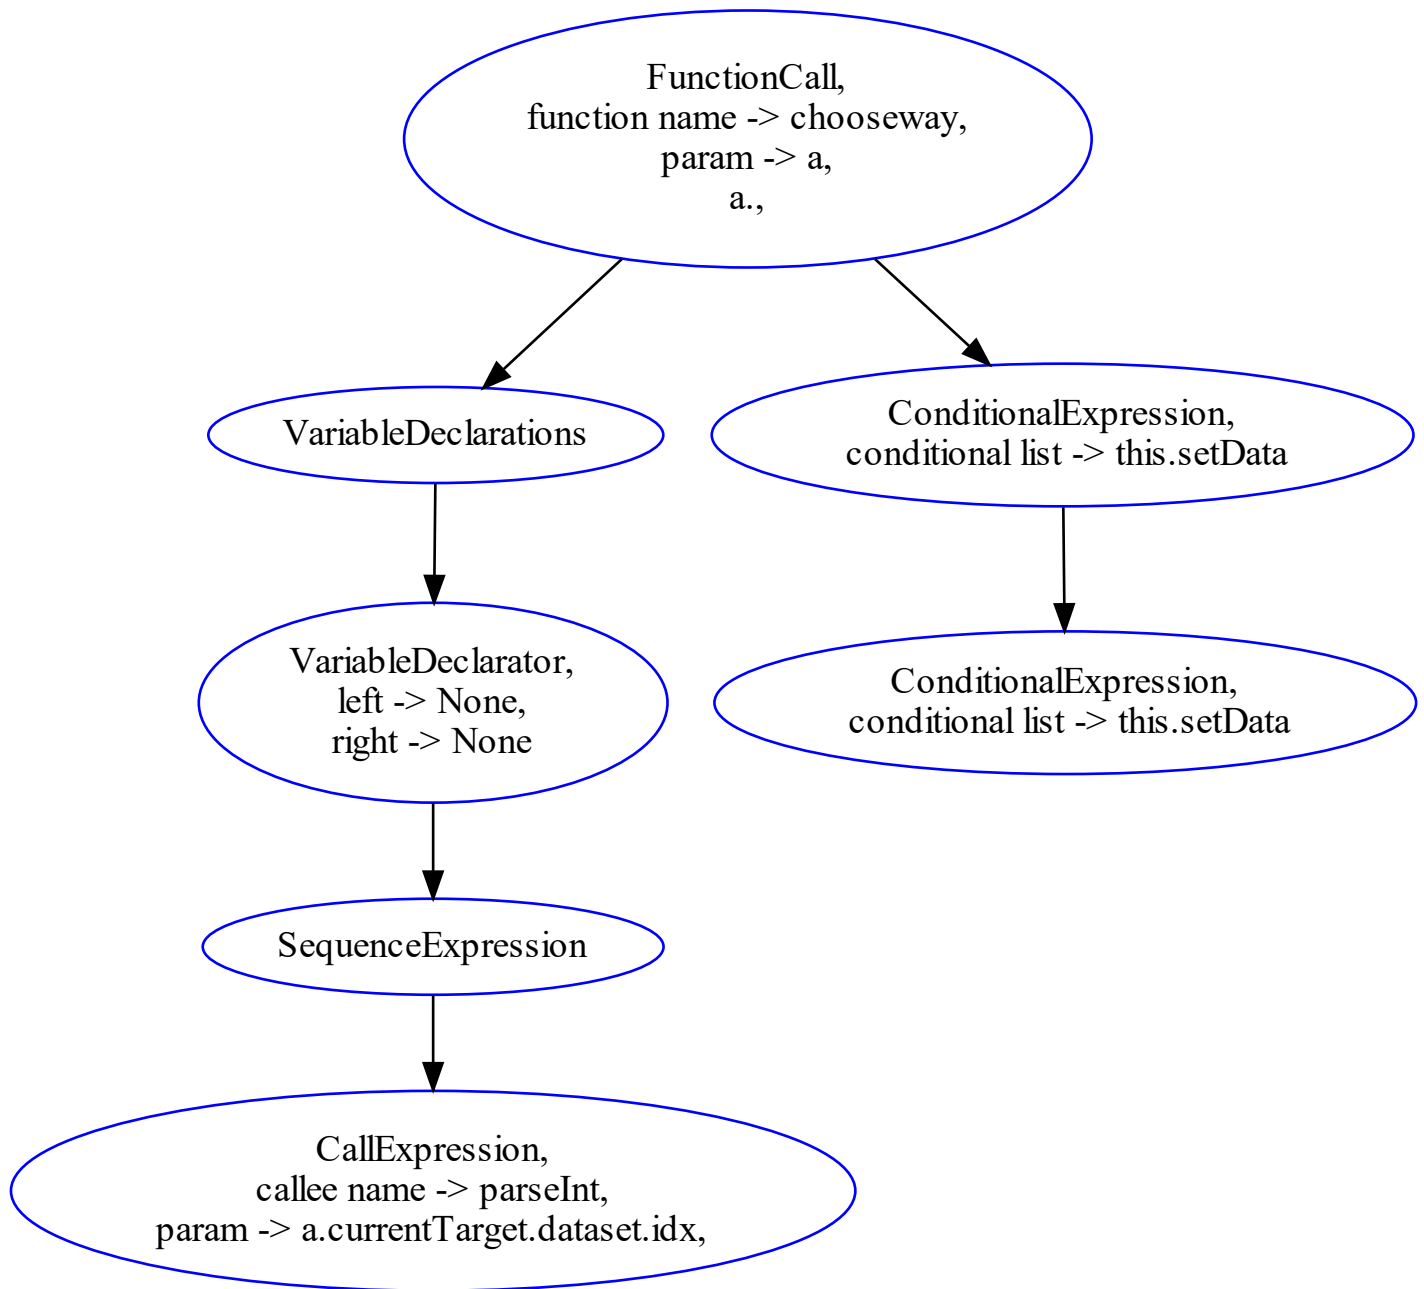 FunctionCall,
function name -> chooseway,
param -> a,
a.,
VariableDeclarations
ConditionalExpression,
conditional list -> this.setData
VariableDeclarator,
left -> None,
right -> None
ConditionalExpression,
conditional list -> this.setData
SequenceExpression
CallExpression,
callee name -> parseInt,
param -> a.currentTarget.dataset.idx,